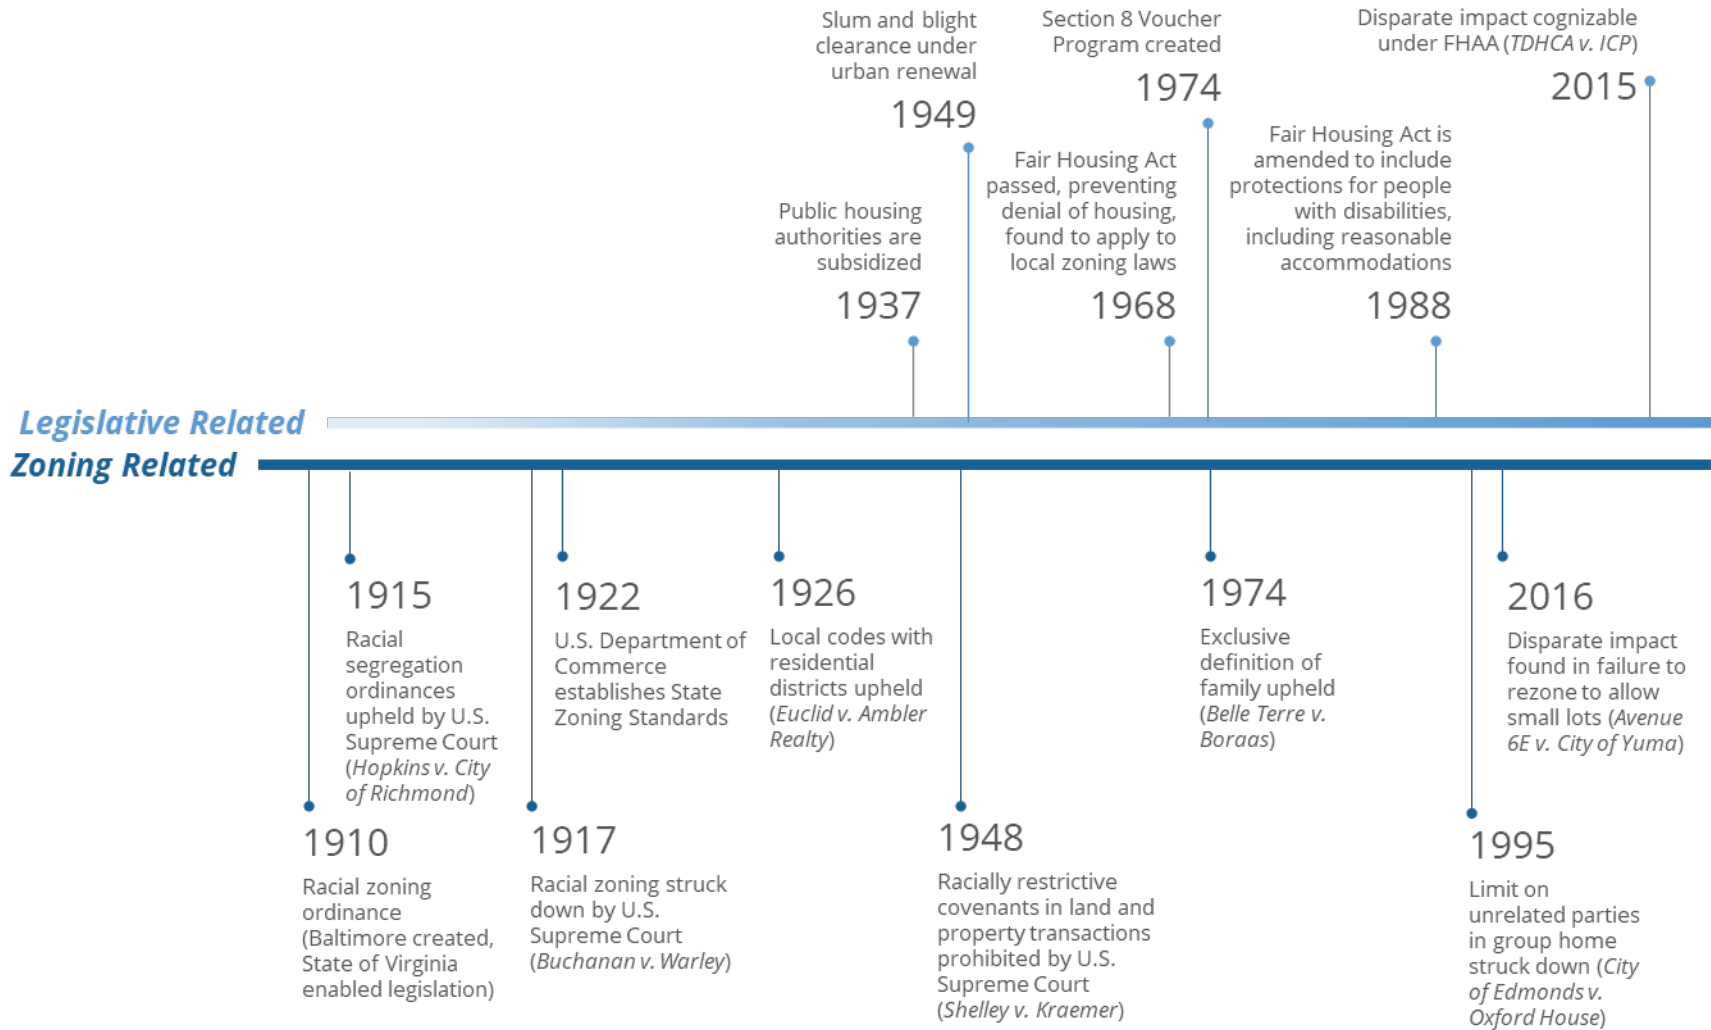 Slum and blight
clearance under
urban renewal
1949
Section 8 Voucher
Program created
1974
Disparate impact cognizable
under FHAA (TDHCA v. ICP)
2015
Public housing
authorities are
subsidized
1937
Fair Housing Act
passed, preventing
denial of housing,
found to apply to
local zoning laws
1968
Fair Housing Act is
amended to include
protections for people
with disabilities,
including reasonable
accommodations
1988
Legislative Related
Zoning Related
1915
Racial
segregation
ordinances
upheld by U.S.
Supreme Court
(Hopkins v. City
of Richmond)
1922
U.S. Department of
Commerce
establishes State
Zoning Standards
1926
Local codes with
residential
districts upheld
(Euclid v. Ambler
Realty)
1974
Exclusive
definition of
family upheld
(Belle Terre v.
Boraas)
2016
Disparate impact
found in failure to
rezone to allow
small lots (Avenue
6E v. City of Yuma)
1910
Racial zoning
ordinance
(Baltimore created,
State of Virginia
enabled legislation)
1917
Racial zoning struck
down by U.S.
Supreme Court
(Buchanan v. Warley)
1948
Racially restrictive
covenants in land and
property transactions
prohibited by U.S.
Supreme Court
(Shelley v. Kraemer)
1995
Limit on
unrelated parties
in group home
struck down (City
of Edmonds v.
Oxford House)